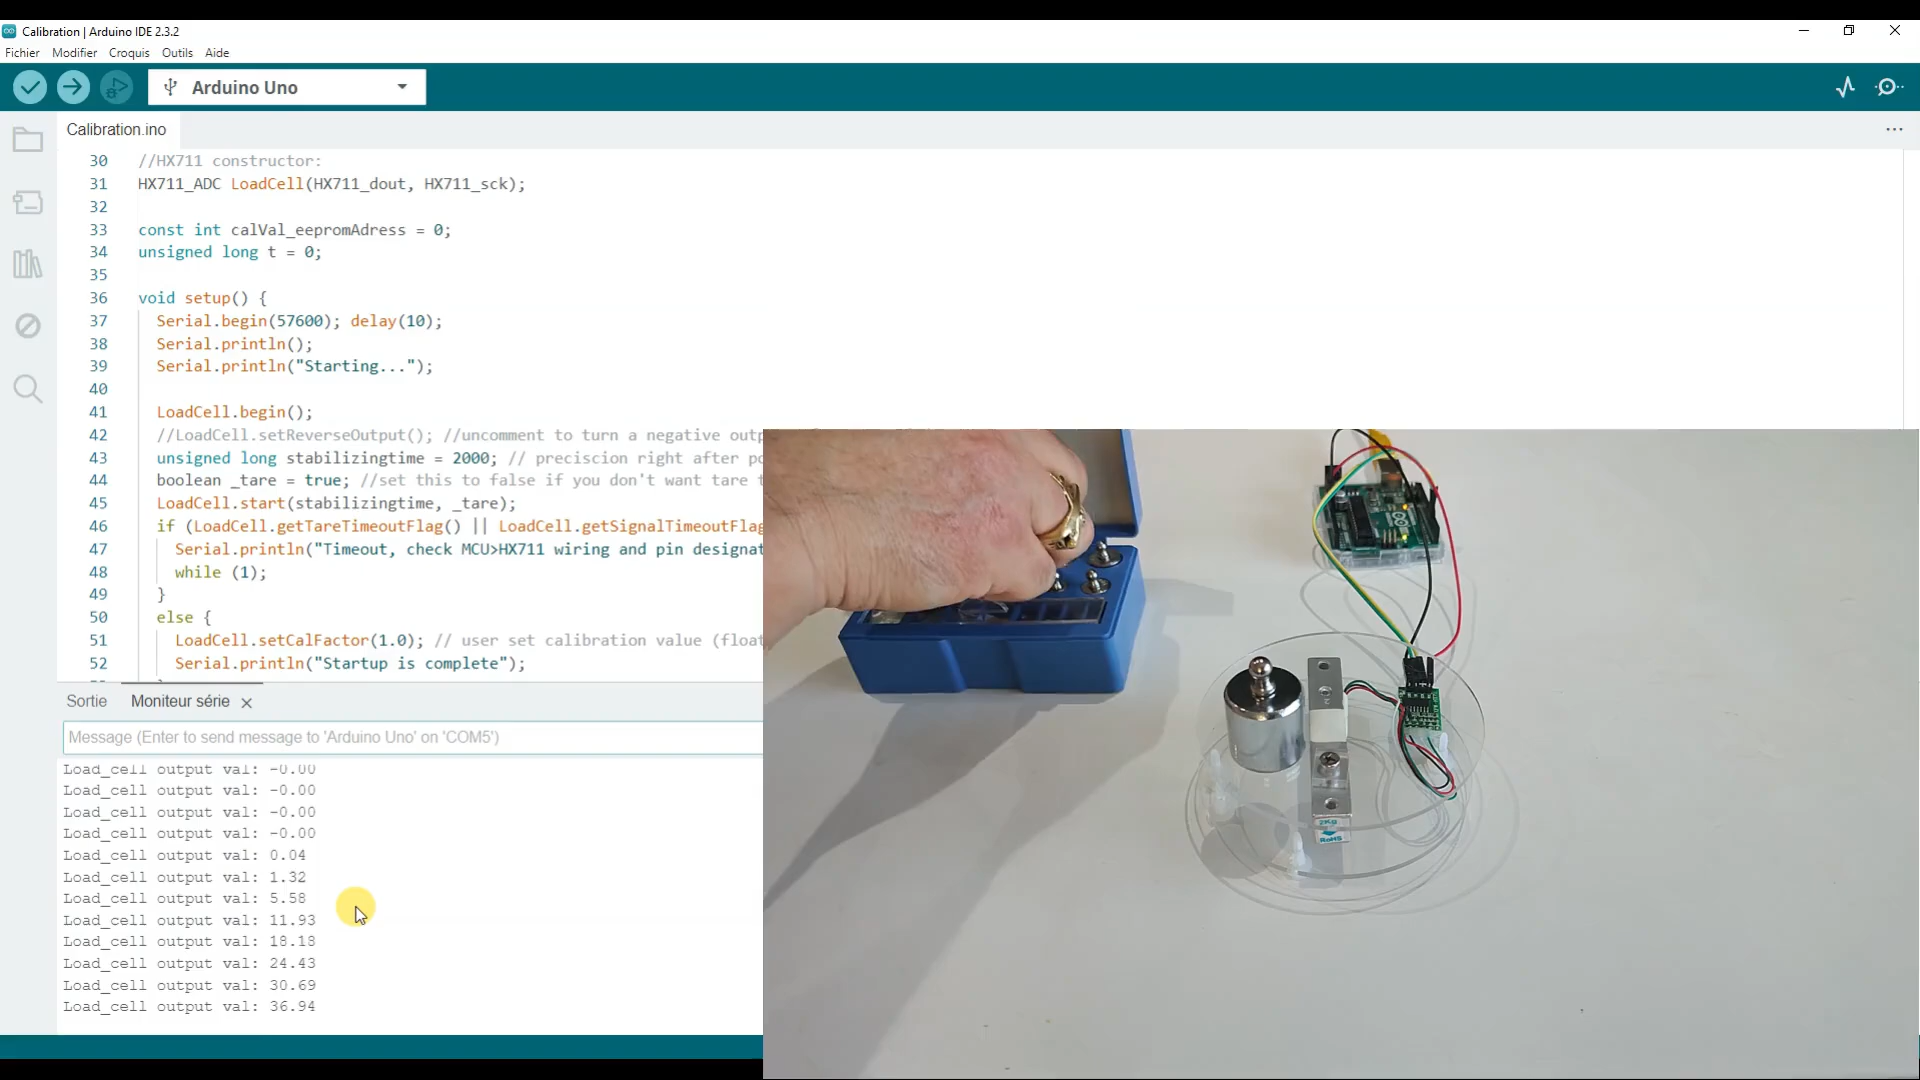 Calibration | Arduino IDE 2.3.2
Fichier Modifier Croquis Outils Aide
Arduino Uno
Calibration.ino
30 //HX711 constructor:
31 HX711_ADC LoadCell(HX711_dout, HX711_sck);
32
33 const int calVal_eepromAdress = 0;
34 unsigned long t = 0;
35
36 void setup() {
37 Serial.begin(57600); delay(10);
38 Serial.println();
39 Serial.println("Starting...");
40
41 LoadCell.begin();
42 //LoadCell.setReverseOutput(); //uncomment to turn a negative outp
43 unsigned long stabilizingtime = 2000; // preciscion right after po
44 boolean _tare = true; //set this to false if you don't want tare t
45 LoadCell.start(stabilizingtime, _tare);
46 if (LoadCell.getTareTimeoutFlag() || LoadCell.getSignalTimeoutFlag
47 Serial.println("Timeout, check MCU>HX711 wiring and pin designat
48 while (1);
49 }
50 else {
51 LoadCell.setCalFactor(1.0); // user set calibration value (float
52 Serial.println("Startup is complete");
Sortie Moniteur série
Message (Enter to send message to 'Arduino Uno' on 'COM5')
Load_cell output val: -0.00
Load_cell output val: -0.00
Load_cell output val: -0.00
Load_cell output val: -0.00
Load_cell output val: 0.04
Load_cell output val: 1.32
Load_cell output val: 5.58
Load_cell output val: 11.93
Load_cell output val: 18.18
Load_cell output val: 24.43
Load_cell output val: 30.69
Load_cell output val: 36.94
2Kg
RoHS